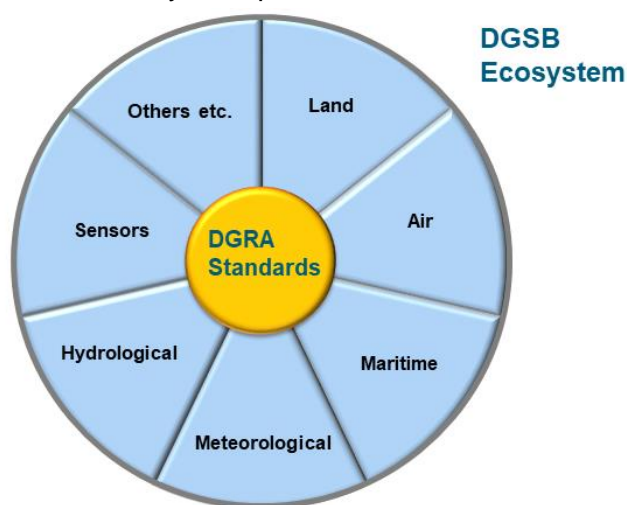 DGSB
Ecosystem
Others etc.
Land
Sensors
Air
DGRA
Standards
Hydrological
Maritime
Meteorological